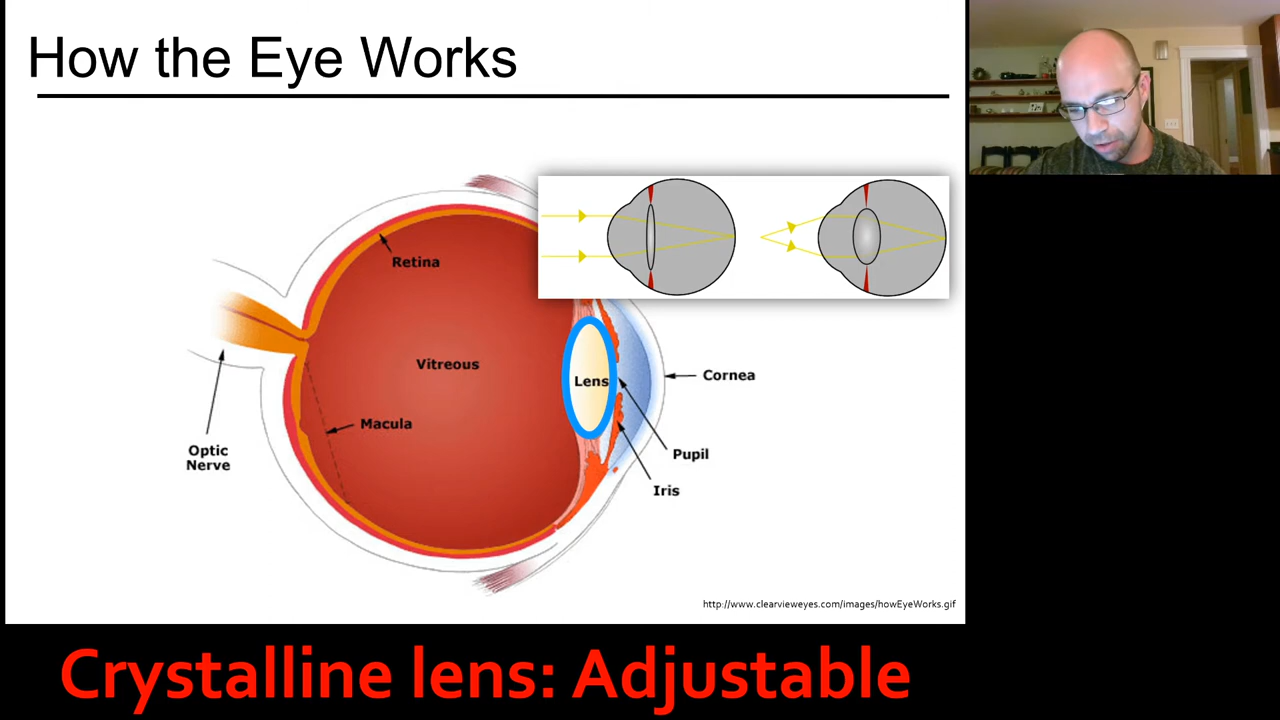 How the Eye Works
Retina
Vitreous
Lens
Cornea
Macula
Optic
Nerve
Pupil
Iris
http://www.clearvieweyes.com/images/howEyeWorks.gif
Crystalline lens: Adjustable